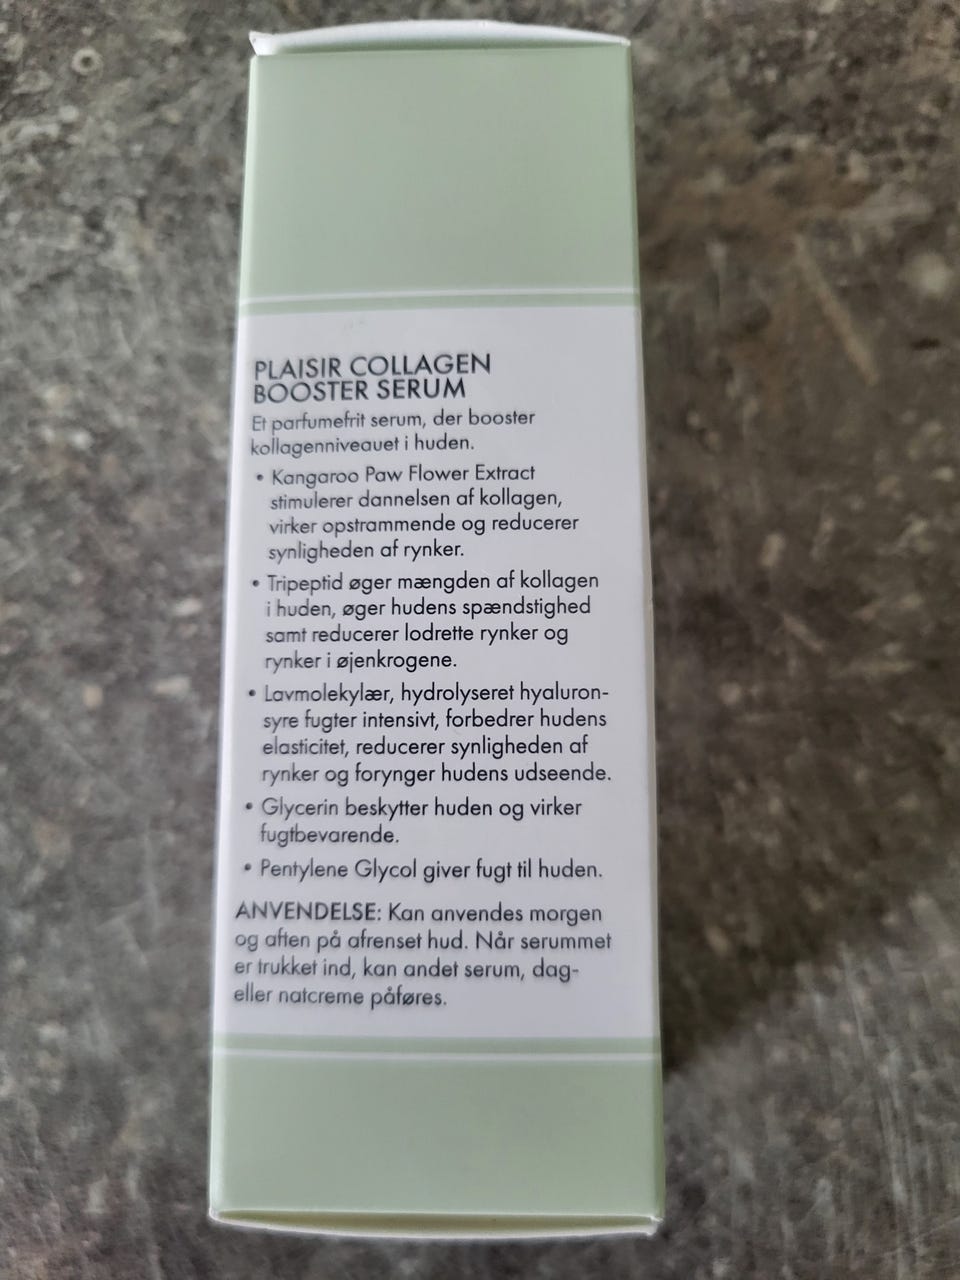 PLAISIR COLLAGEN
BOOSTER SERUM
Et parfumefrit serum, der booster
kollagenniveauet i huden.
• Kangaroo Paw Flower Extract
stimulerer dannelsen af kollagen,
virker opstrammende og reducerer
synligheden af rynker.
• Tripeptid øger mængden af kollagen
i huden, øger hudens spændstighed
samt reducerer lodrette rynker og
rynker i øjenkrogene.
• Lavmolekylær, hydrolyseret hyaluron-
syre fugter intensivt, forbedrer hudens
elasticitet, reducerer synligheden af
rynker og forynger hudens udseende.
• Glycerin beskytter huden og virker
fugtbevarende.
• Pentylene Glycol giver fugt til huden.
ANVENDELSE: Kan anvendes morgen
og aften på afrenset hud. Når serummet
er trukket ind, kan andet serum, dag-
eller natcreme påføres.